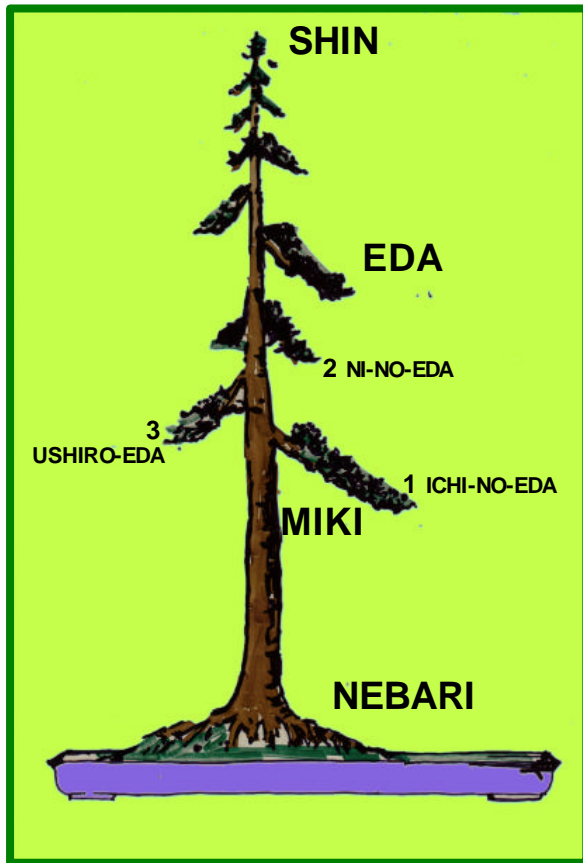 SHIN
EDA
2 NI-NO-EDA
3
USHIRO-EDA
1 ICHI-NO-EDA
MIKI
NEBARI